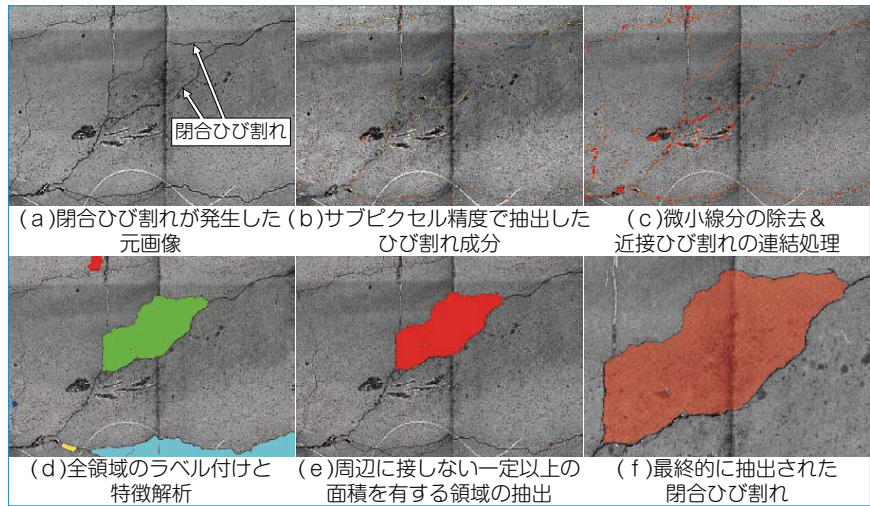 閉合ひび割れ
(a)閉合ひび割れが発生した
元画像
(b)サブピクセル精度で抽出した
ひび割れ成分
(c)微小線分の除去&
近接ひび割れの連結処理
(d)全領域のラベル付けと
特徴解析
(e)周辺に接しない一定以上の
面積を有する領域の抽出
(f)最終的に抽出された
閉合ひび割れ